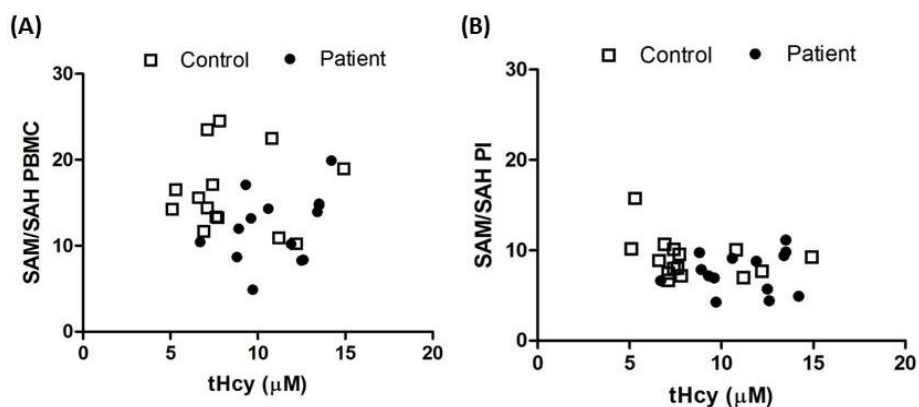 (A)
Control Patient
30
20
10
0
SAM/SAH PBMC
0 5 10 15 20
tHcy (µM)
(B)
Control Patient
30
20
10
0
SAM/SAH PI
0 5 10 15 20
tHcy (µM)